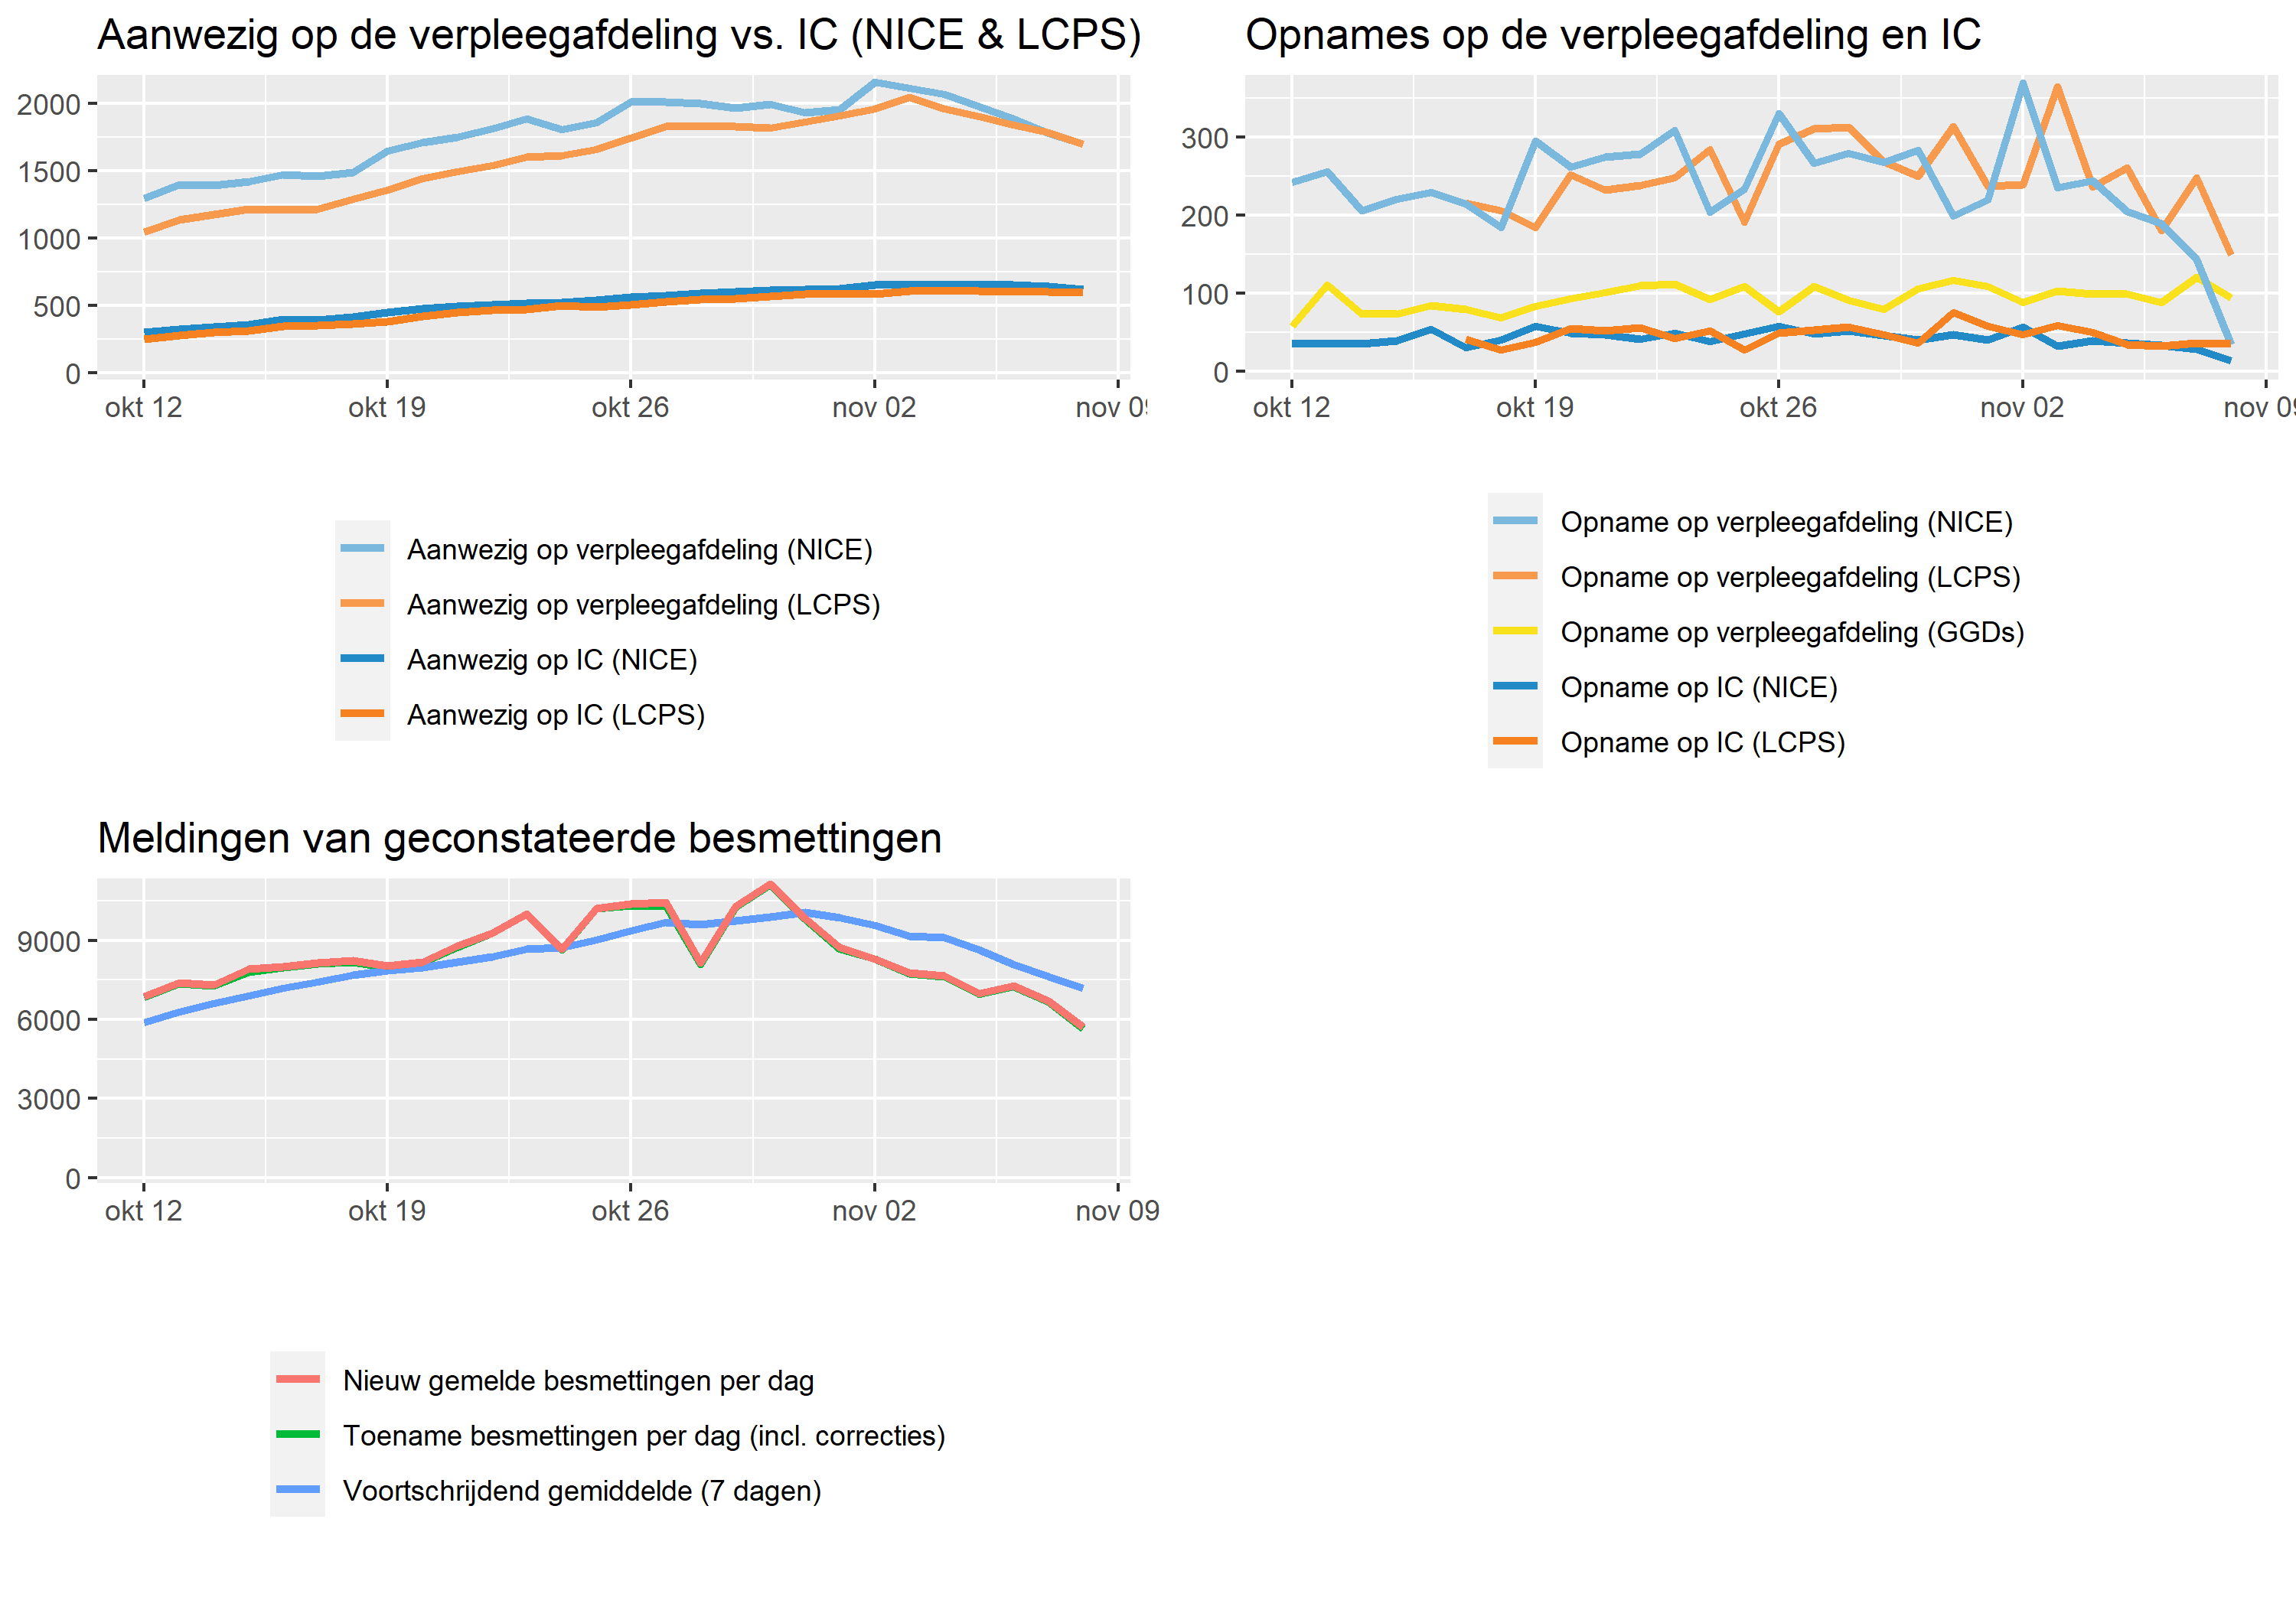 Aanwezig op de verpleegafdeling vs. IC (NICE & LCPS)
2000
1500
1000
500
0
okt 12 okt 19 okt 26 nov 02 nov 09
Aanwezig op verpleegafdeling (NICE)
Aanwezig op verpleegafdeling (LCPS)
Aanwezig op IC (NICE)
Aanwezig op IC (LCPS)
Opnames op de verpleegafdeling en IC
300
200
100
0
okt 12 okt 19 okt 26 nov 02 nov 09
Opname op verpleegafdeling (NICE)
Opname op verpleegafdeling (LCPS)
Opname op verpleegafdeling (GGDs)
Opname op IC (NICE)
Opname op IC (LCPS)
Meldingen van geconstateerde besmettingen
9000
6000
3000
0
okt 12 okt 19 okt 26 nov 02 nov 09
Nieuw gemelde besmettingen per dag
Toename besmettingen per dag (incl. correcties)
Voortschrijdend gemiddelde (7 dagen)